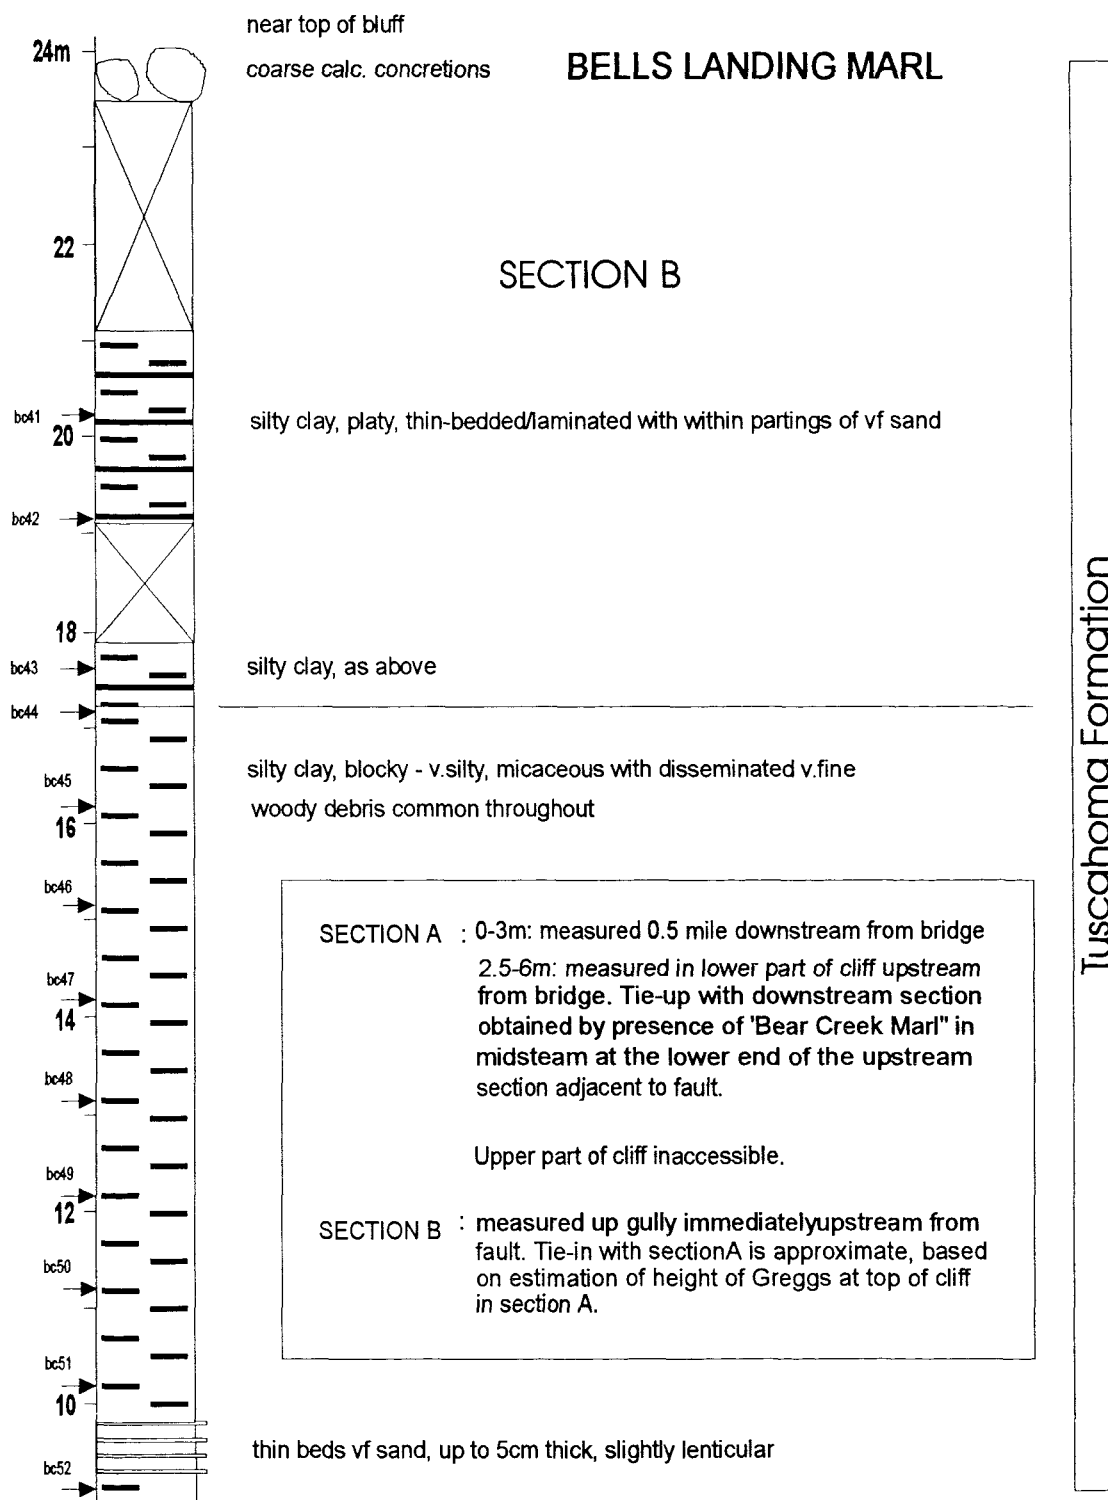 near top of bluff
24m
coarse calc. concretions
BELLS LANDING MARL
22
SECTION B
bc41
silty clay, platy, thin-bedded/laminated with within partings of vf sand
20
bc42
18
bc43
silty clay, as above
bc44
silty clay, blocky - v.silty, micaceous with disseminated v.fine
bc45
woody debris common throughout
16
bc46
SECTION A : 0-3m: measured 0.5 mile downstream from bridge
2.5-6m: measured in lower part of cliff upstream
from bridge. Tie-up with downstream section
obtained by presence of 'Bear Creek Marl" in
midsteam at the lower end of the upstream
section adjacent to fault.
bc47
14
bc48
Upper part of cliff inaccessible.
bc49
12
SECTION B : measured up gully immediatelyupstream from
fault. Tie-in with sectionA is approximate, based
on estimation of height of Greggs at top of cliff
in section A.
bc50
bc51
10
thin beds vf sand, up to 5cm thick, slightly lenticular
bc52
Tuscahoma Formation